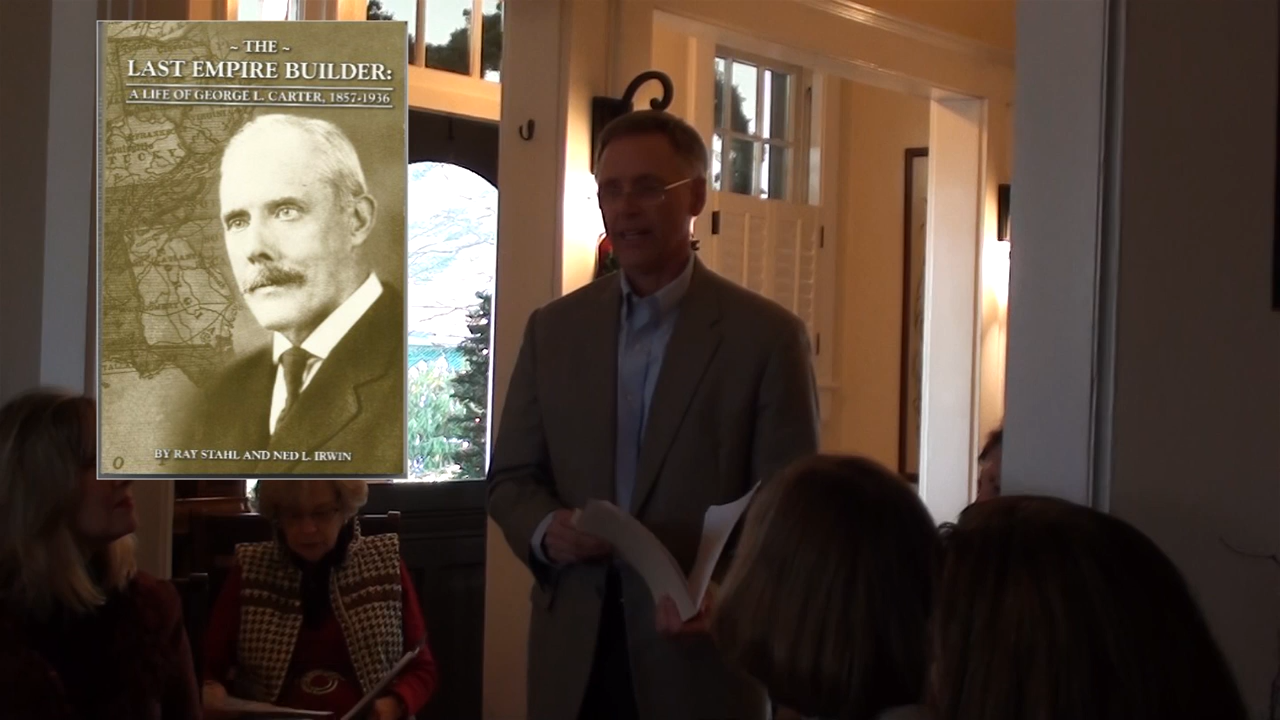 ~ THE ~
LAST EMPIRE BUILDER:
A LIFE OF GEORGE L. CARTER, 1857-1936
BY RAY STAHL AND NED L. IRWIN